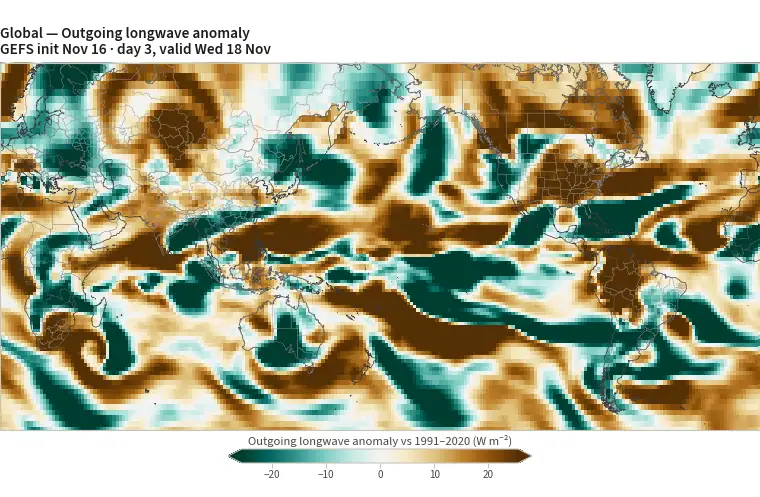 Global — Outgoing longwave anomaly
GEFS init Nov 16 · day 3, valid Wed 18 Nov
Outgoing longwave anomaly vs 1991–2020 (W m⁻²)
−20 −10 0 10 20